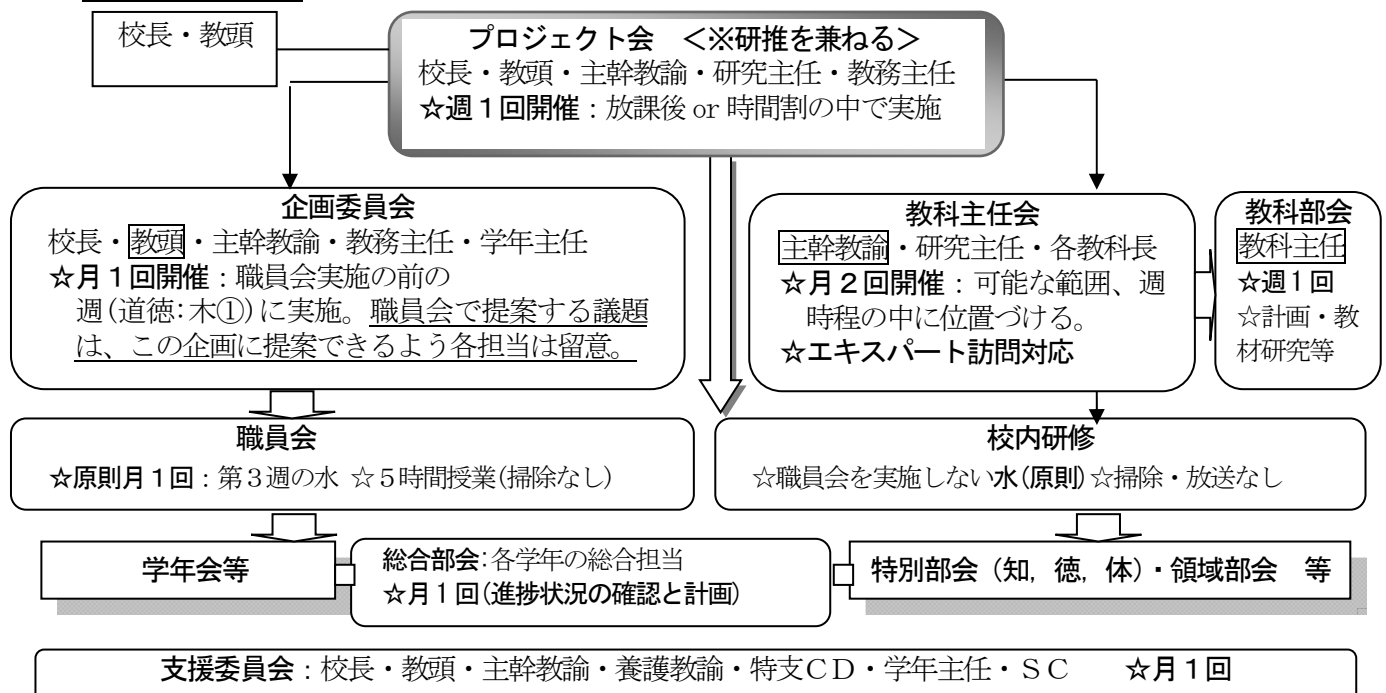 校長・教頭
プロジェクト会 <※研推を兼ねる>
校長・教頭・主幹教諭・研究主任・教務主任
☆週1回開催：放課後 or 時間割の中で実施
企画委員会
校長・教頭・主幹教諭・教務主任・学年主任
☆月1回開催：職員会実施の前の
週(道徳:木①)に実施。職員会で提案する議題
は、この企画に提案できるよう各担当は留意。
教科主任会
主幹教諭・研究主任・各教科長
☆月2回開催：可能な範囲、週
時程の中に位置づける。
☆エキスパート訪問対応
教科部会
教科主任
☆週1回
☆計画・教
材研究等
職員会
☆原則月1回：第3週の水 ☆5時間授業(掃除なし)
校内研修
☆職員会を実施しない水(原則)☆掃除・放送なし
学年会等
総合部会:各学年の総合担当
☆月1回(進捗状況の確認と計画)
特別部会（知，徳，体）・領域部会 等
支援委員会：校長・教頭・主幹教諭・養護教諭・特支CD・学年主任・SC ☆月1回